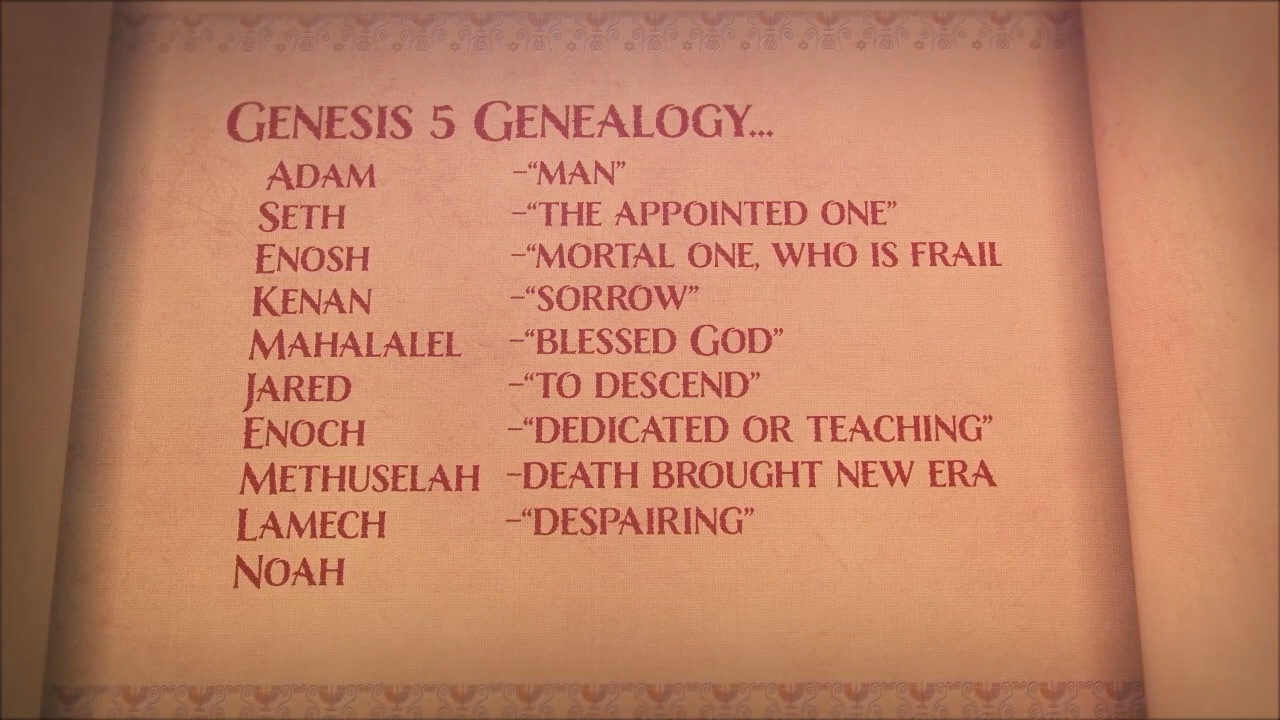 Genesis 5 Genealogy...
Adam –“man”
Seth –“the appointed one”
Enosh –“mortal one, who is frail
Kenan –“sorrow”
Mahalalel –“blessed God”
Jared –“to descend”
Enoch –“dedicated or teaching”
Methuselah –death brought new era
Lamech –“despairing”
Noah